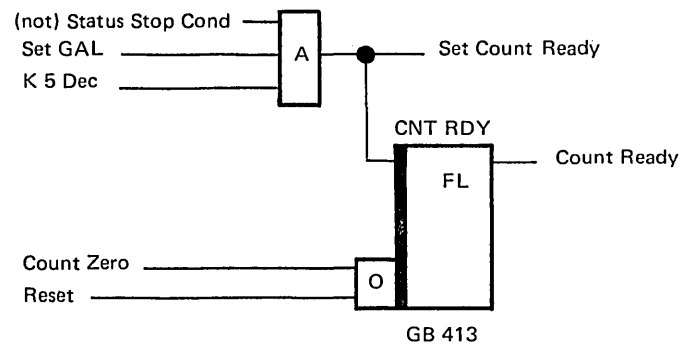 (not) Status Stop Cond
Set GAL
K 5 Dec
A
Set Count Ready
CNT RDY
FL
Count Ready
Count Zero
Reset
O
GB 413